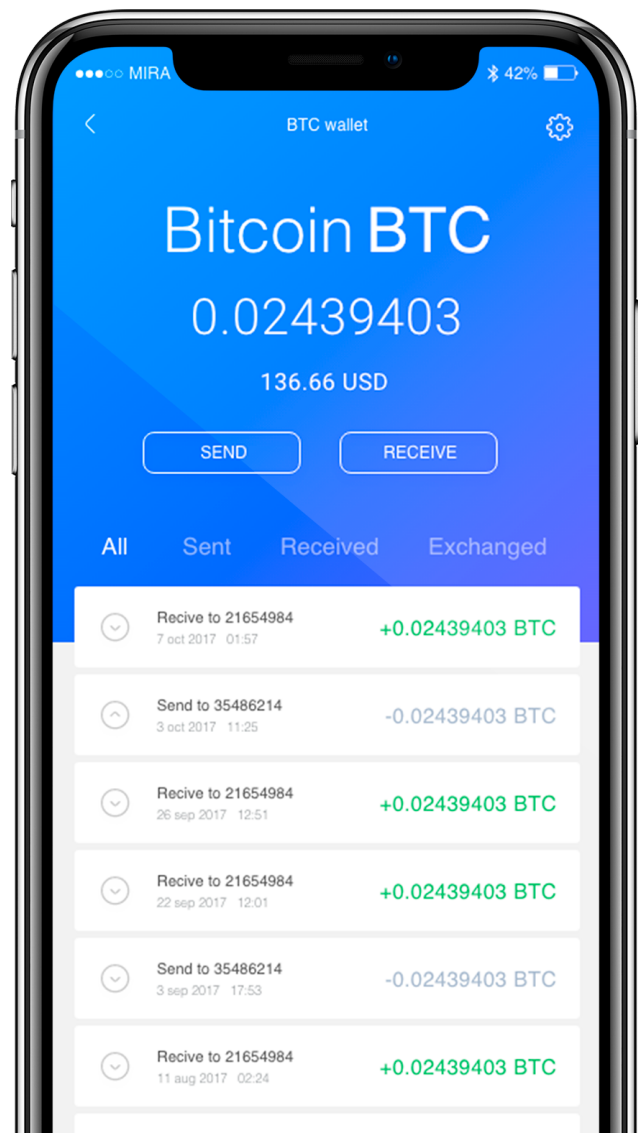 MIRA
42%
BTC wallet
Bitcoin BTC
0.02439403
136.66 USD
SEND RECEIVE
All Sent Received Exchanged
Recive to 21654984 +0.02439403 BTC
7 oct 2017 01:57
Send to 35486214 -0.02439403 BTC
3 oct 2017 11:25
Recive to 21654984 +0.02439403 BTC
26 sep 2017 12:51
Recive to 21654984 +0.02439403 BTC
22 sep 2017 12:01
Send to 35486214 -0.02439403 BTC
3 sep 2017 17:53
Recive to 21654984 +0.02439403 BTC
11 aug 2017 02:24